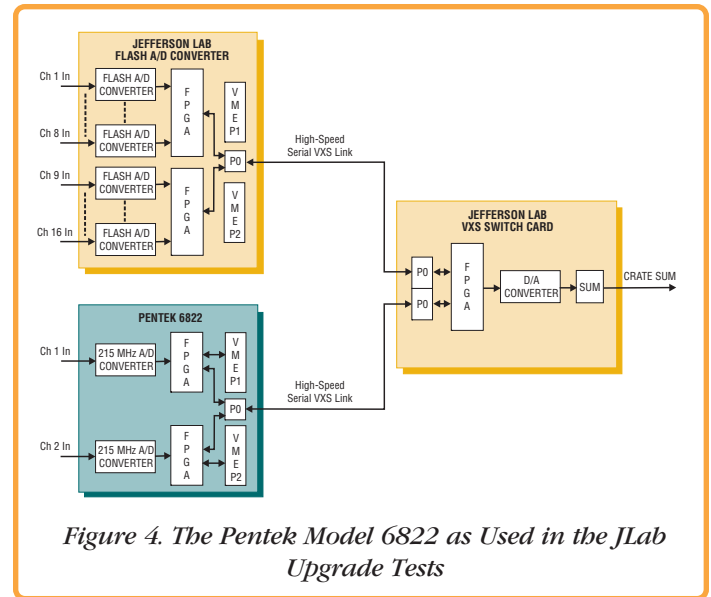 JEFFERSON LAB
FLASH A/D CONVERTER
Ch 1 In
FLASH A/D
CONVERTER
Ch 8 In
FLASH A/D
CONVERTER
Ch 9 In
FLASH A/D
CONVERTER
Ch 16 In
FLASH A/D
CONVERTER
F
P
G
A
F
P
G
A
V
M
E
P1
P0
V
M
E
P2
High-Speed
Serial VXS Link
PENTEK 6822
Ch 1 In
215 MHz A/D
CONVERTER
Ch 2 In
215 MHz A/D
CONVERTER
F
P
G
A
F
P
G
A
V
M
E
P1
P0
V
M
E
P2
High-Speed
Serial VXS Link
JEFFERSON LAB
VXS SWITCH CARD
P0
P0
F
P
G
A
D/A
CONVERTER
SUM
CRATE SUM
Figure 4. The Pentek Model 6822 as Used in the JLab
Upgrade Tests